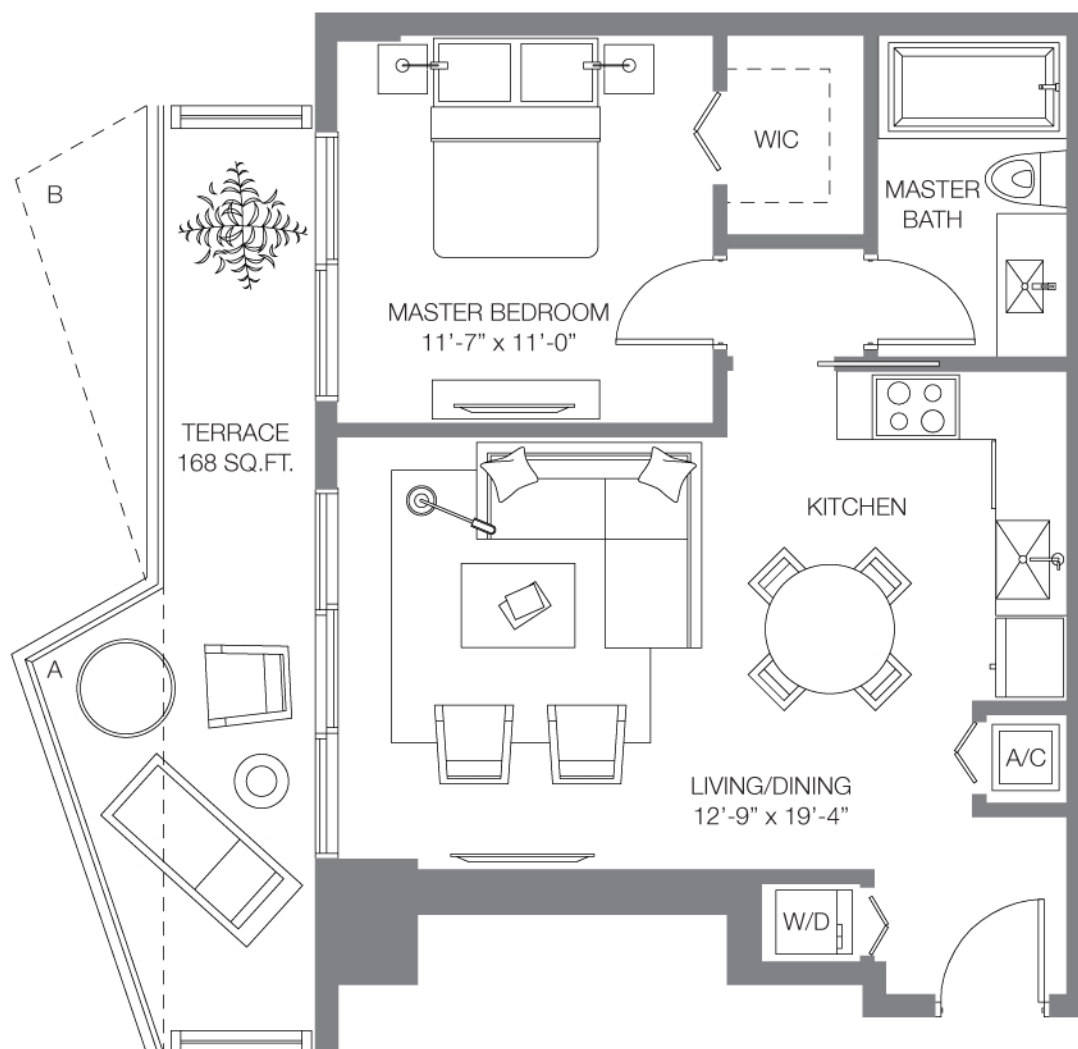 WIC
B
MASTER
BATH
MASTER BEDROOM
11’-7” x 11’-0”
TERRACE
168 SQ.FT.
KITCHEN
A
A/C
LIVING/DINING
12’-9” x 19’-4”
W/D